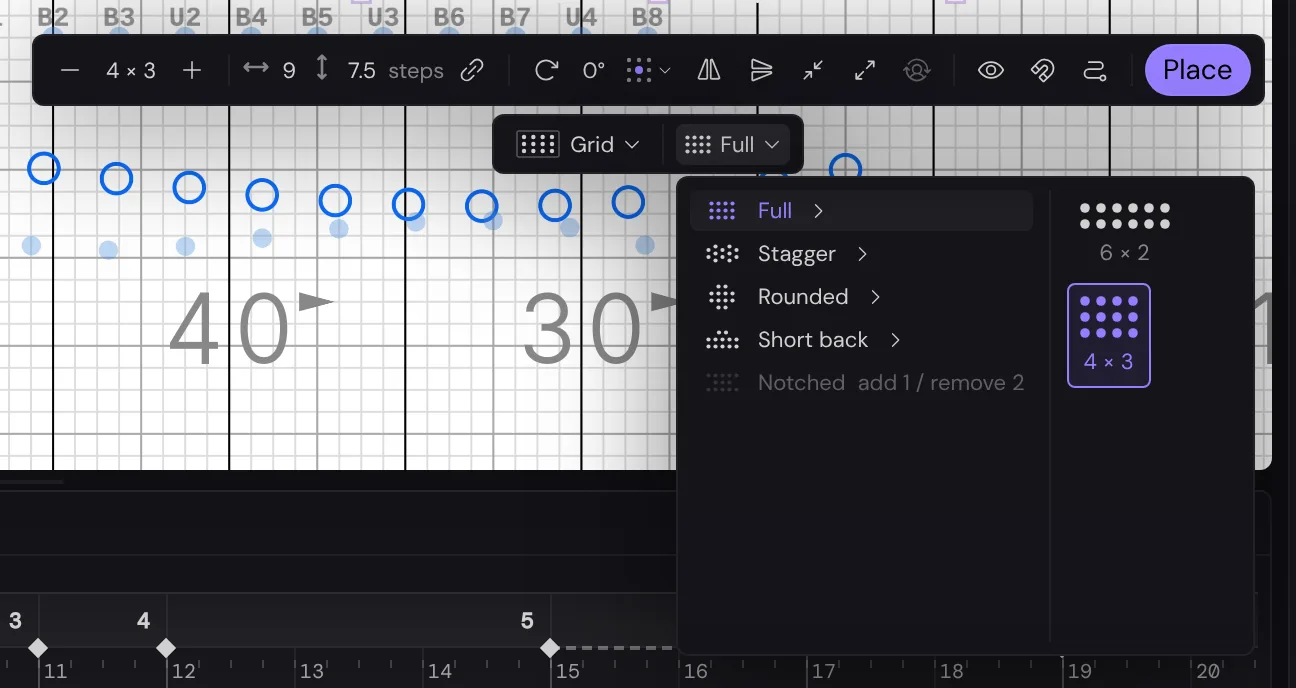 B2 B3 U2 B4 B5 U3 B6 B7 U4 B8
4 × 3 9 7.5 steps 0° Place
Grid Full
Full
Stagger
Rounded
Short back
Notched add 1 / remove 2
6 × 2
4 × 3
40 30 1
3 4 5
11 12 13 14 15 16 17 18 19 20